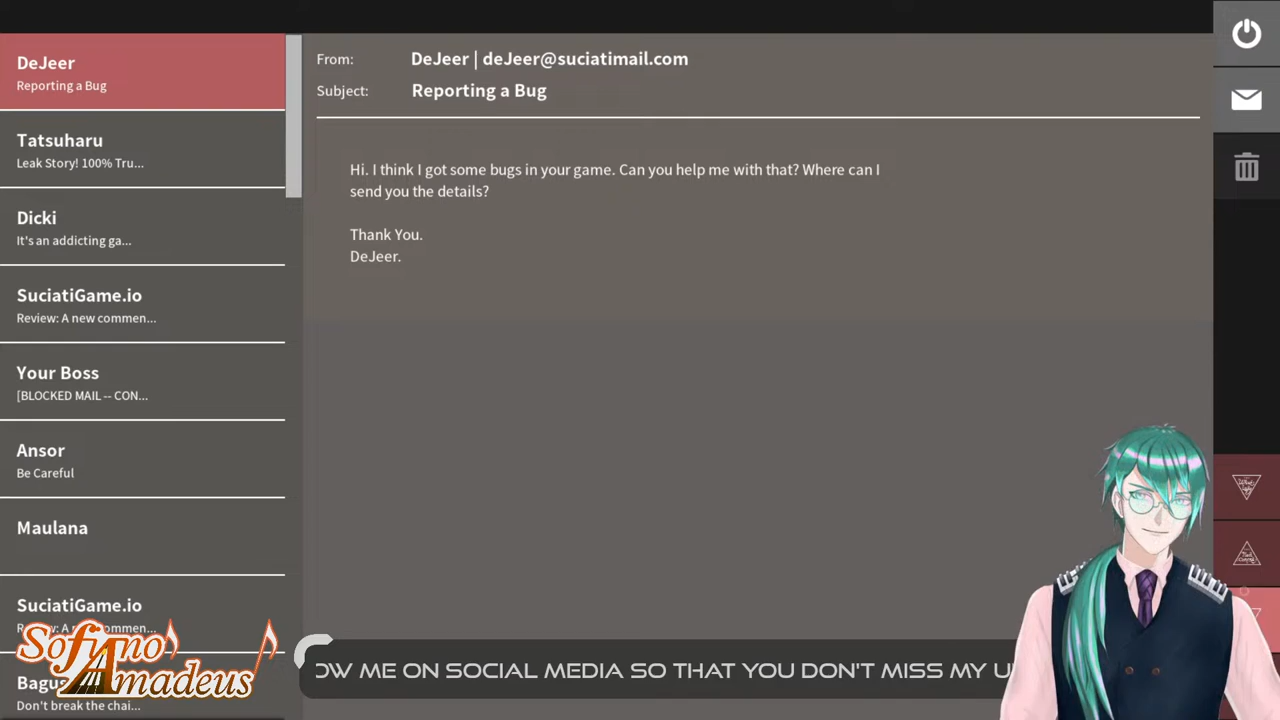 DeJeer
Reporting a Bug
Tatsuharu
Leak Story! 100% Tru...
Dicki
It's an addicting ga...
SuciatiGame.io
Review: A new commen...
Your Boss
[BLOCKED MAIL -- CON...
Ansor
Be Careful
Maulana
SuciatiGame.io
Bagus
Don't break the chai...
From: DeJeer | deJeer@suciatimail.com
Subject: Reporting a Bug
Hi. I think I got some bugs in your game. Can you help me with that? Where can I
send you the details?
Thank You.
DeJeer.
Sofiano
Amadeus
OW ME ON SOCIAL MEDIA SO THAT YOU DON'T MISS MY U